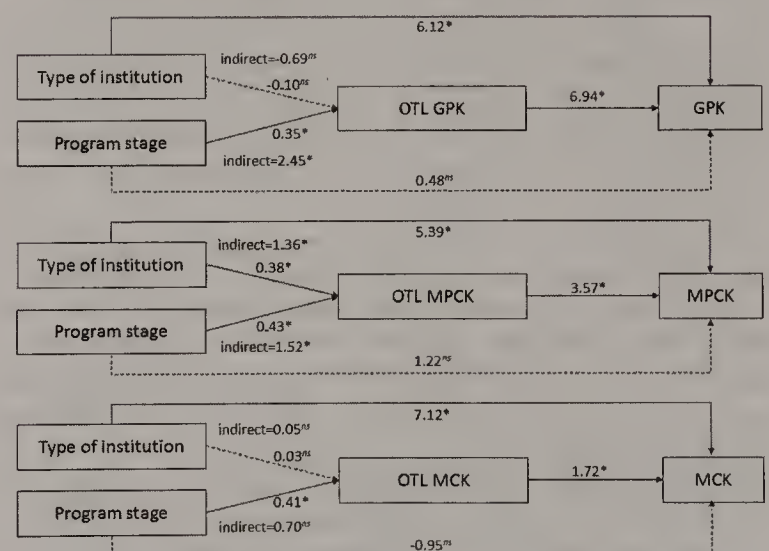 6.12*
indirect=-0.69ns
Type of institution
-0.10ns
OTL GPK
6.94*
GPK
0.35*
Program stage
indirect=2.45*
0.48ns
5.39*
indirect=1.36*
Type of institution
0.38*
OTL MPCK
3.57*
MPCK
0.43*
Program stage
indirect=1.52*
1.22ns
7.12*
indirect=0.05ns
Type of institution
0.03ns
OTL MCK
1.72*
MCK
0.41*
Program stage
indirect=0.70ns
-0.95ns